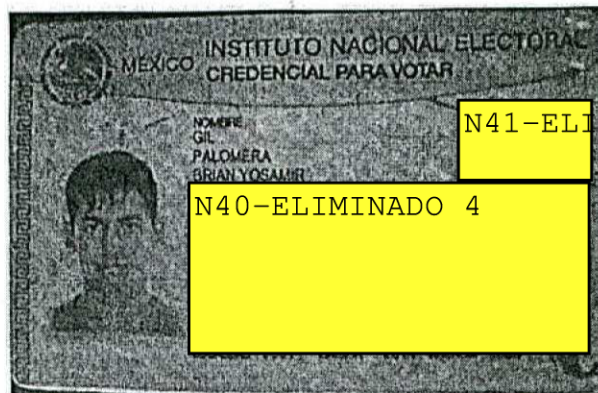 MÉXICO INSTITUTO NACIONAL ELECTORAL
CREDENCIAL PARA VOTAR
NOMBRE
GIL
PALOMERA
BRIAN YOSAMIR
N41-ELI
N40-ELIMINADO 4